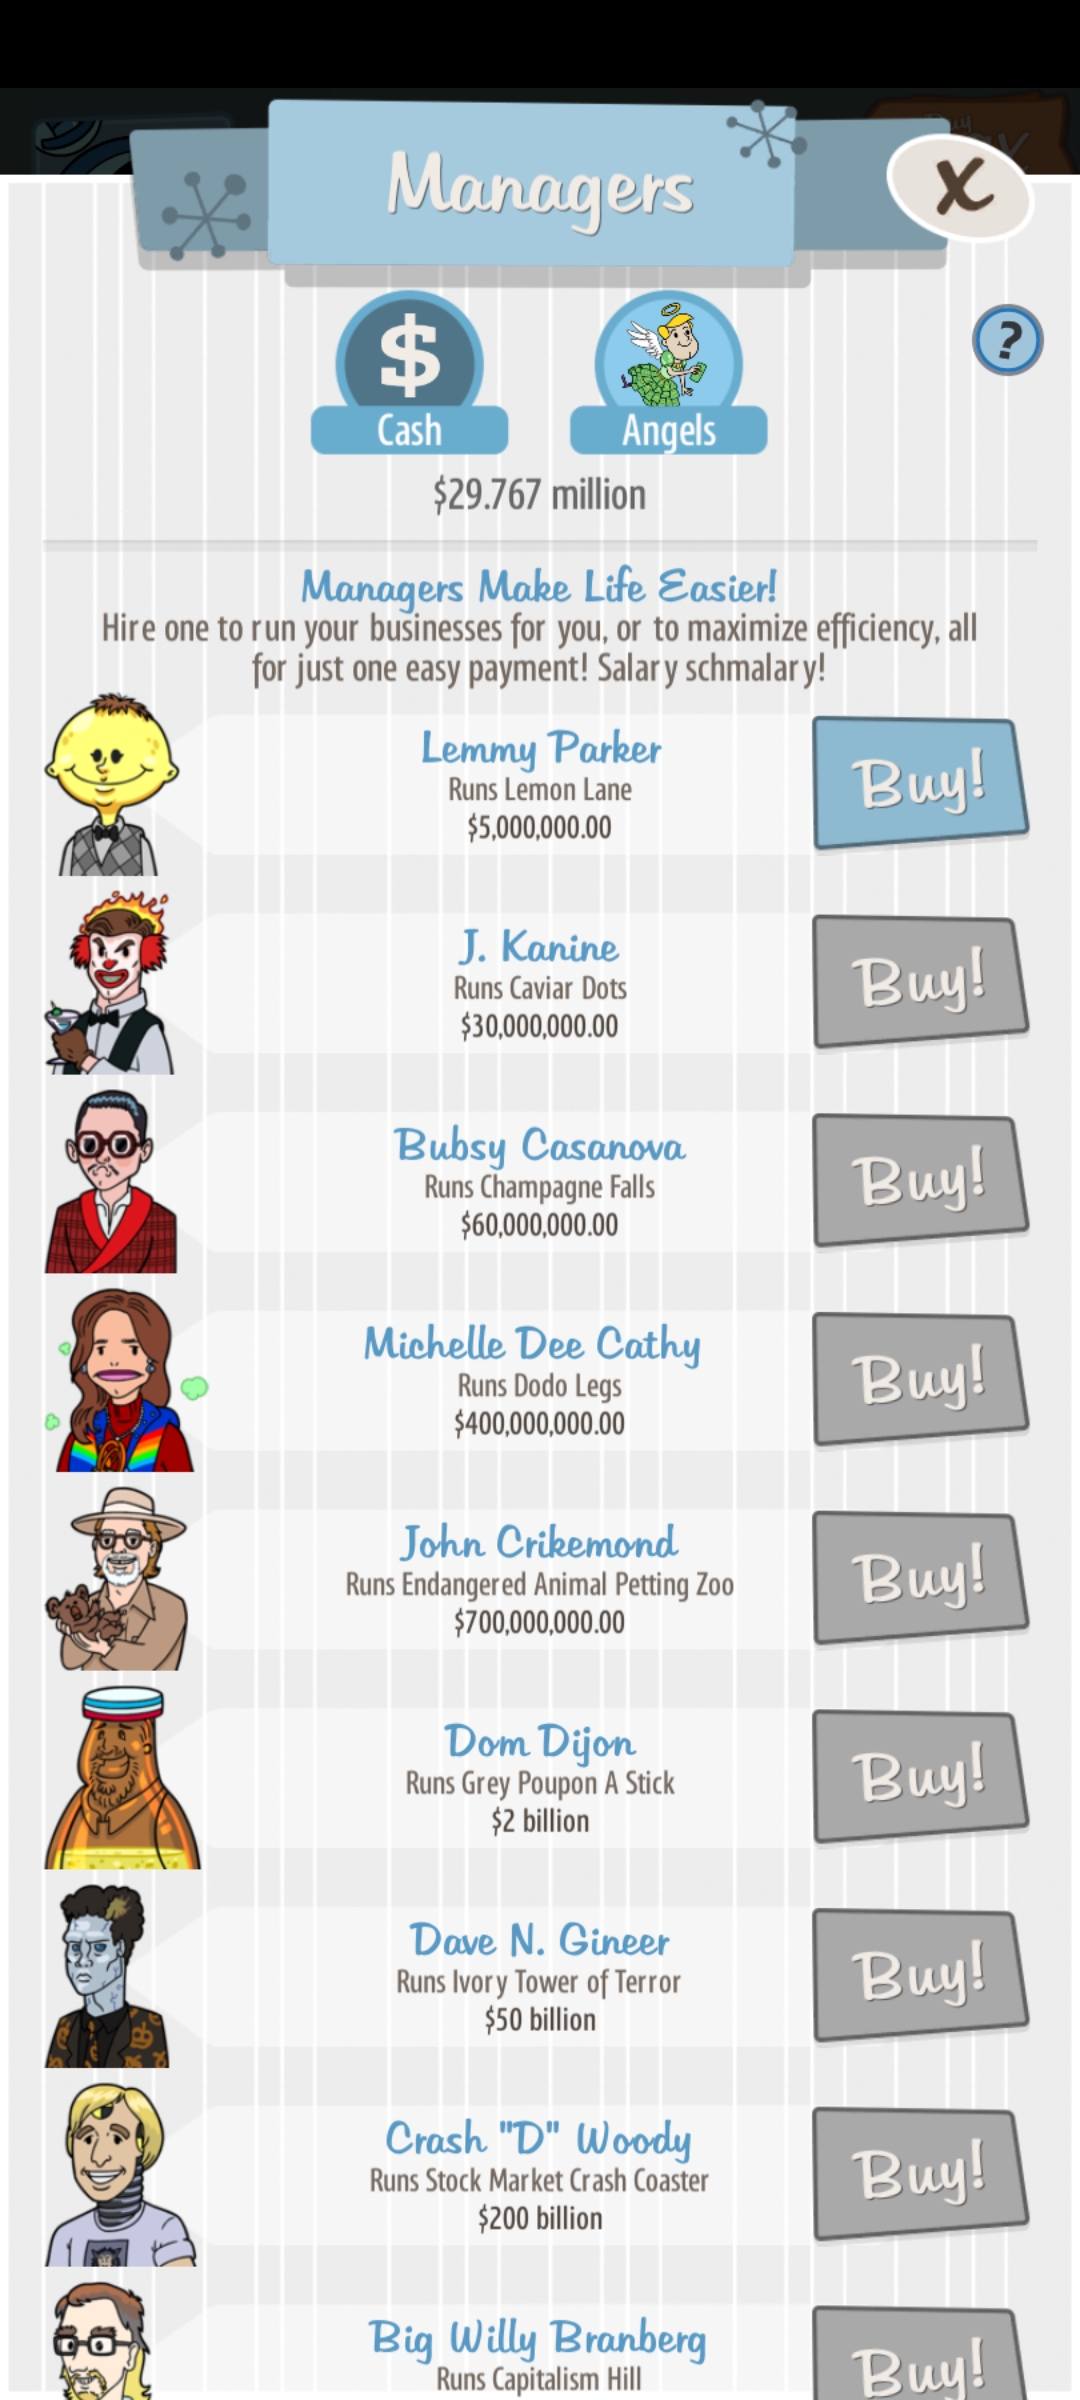 Managers
X
$
?
Cash
Angels
$29.767 million
Managers Make Life Easier!
Hire one to run your businesses for you, or to maximize efficiency, all
for just one easy payment! Salary schmalary!
Lemmy Parker
Runs Lemon Lane
$5,000,000.00
Buy!
J. Kanine
Runs Caviar Dots
$30,000,000.00
Buy!
Bubsy Casanova
Runs Champagne Falls
$60,000,000.00
Buy!
Michelle Dee Cathy
Runs Dodo Legs
$400,000,000.00
Buy!
John Crikemond
Runs Endangered Animal Petting Zoo
$700,000,000.00
Buy!
Dom Dijon
Runs Grey Poupon A Stick
$2 billion
Buy!
Dave N. Gineer
Runs Ivory Tower of Terror
$50 billion
Buy!
Crash "D" Woody
Runs Stock Market Crash Coaster
$200 billion
Buy!
Big Willy Branberg
Runs Capitalism Hill
Buy!